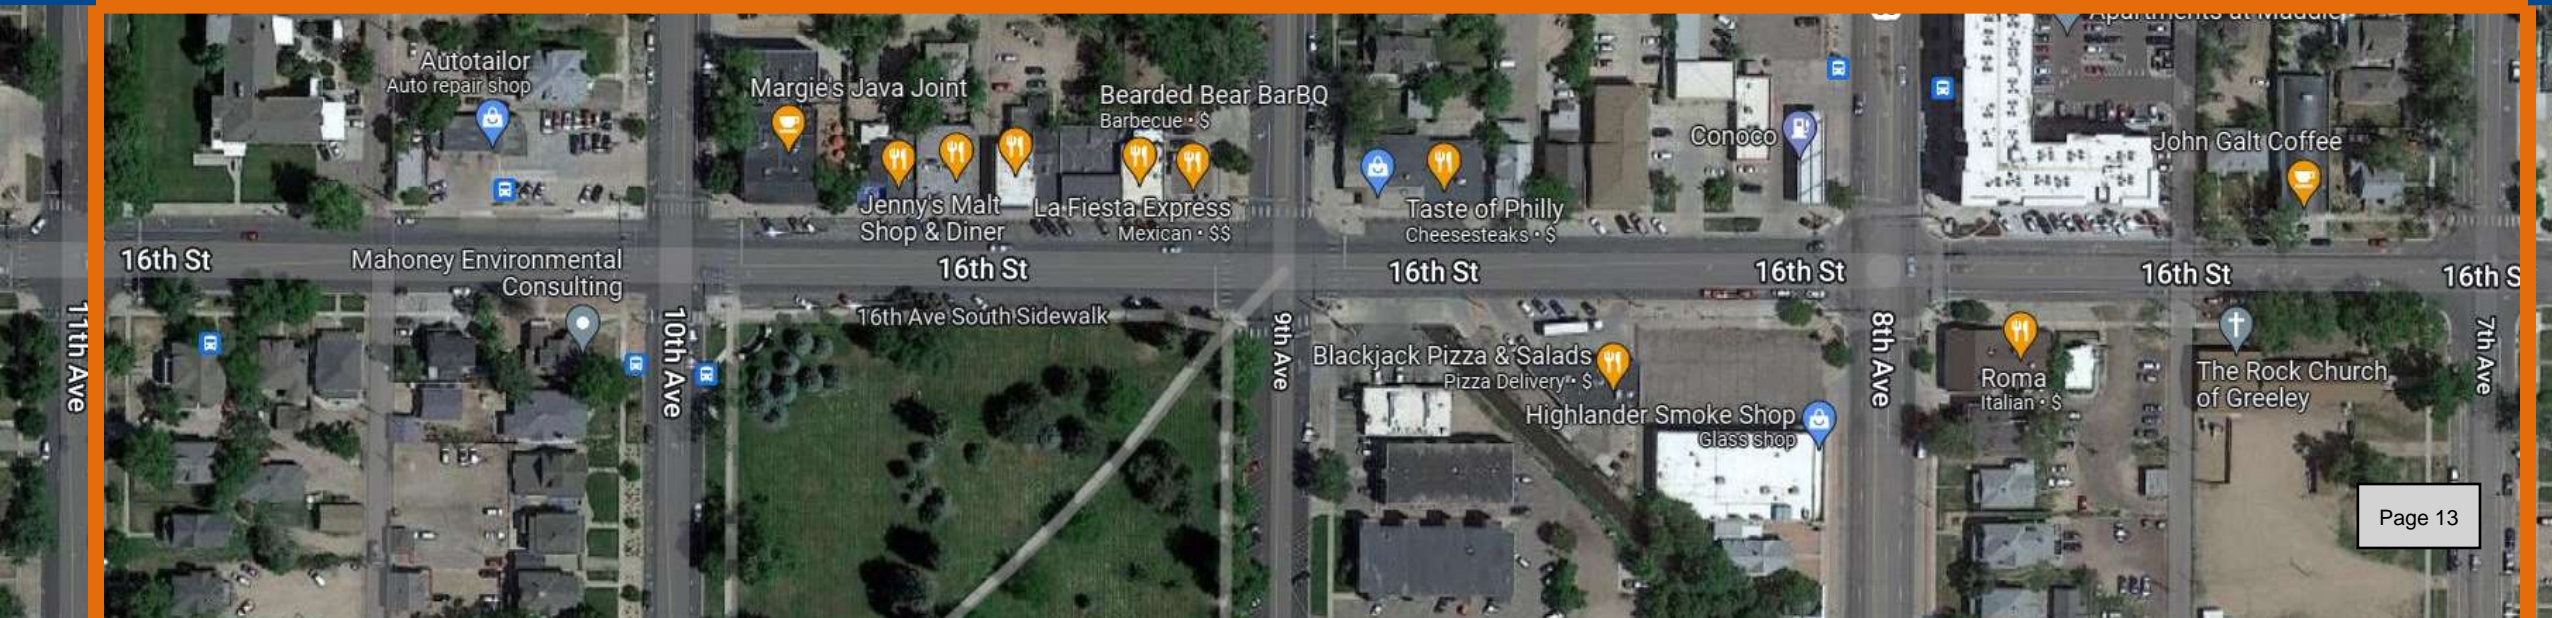 Apartments at Maddie
Autotailor
Auto repair shop
Margie's Java Joint
Bearded Bear BarBQ
Barbecue • $
Conoco
John Galt Coffee
Jenny's Malt
Shop & Diner
La Fiesta Express
Mexican • $$
Taste of Philly
Cheesesteaks • $
16th St
Mahoney Environmental
Consulting
16th St
16th St
16th St
16th St
16th S
11th Ave
10th Ave
16th Ave South Sidewalk
9th Ave
8th Ave
7th Ave
Blackjack Pizza & Salads
Pizza Delivery • $
Highlander Smoke Shop
Glass shop
Roma
Italian • $
The Rock Church
of Greeley
Page 13